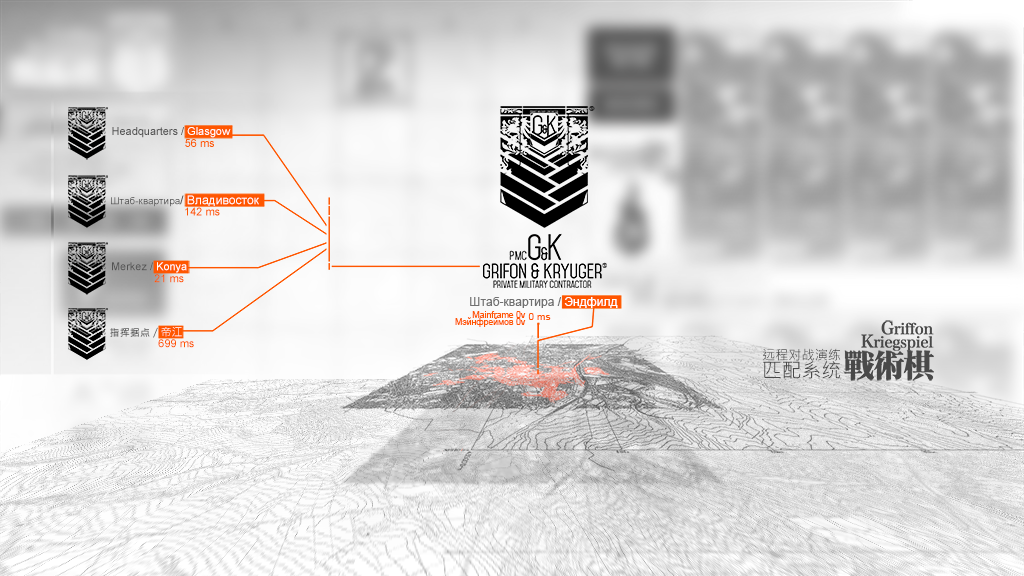 Headquarters / Glasgow
56 ms
Штаб-квартира/ Владивосток
142 ms
Merkez / Konya
21 ms
指挥据点 / 帝江
699 ms
G&K
PMC G&K
GRIFON & KRYUGER®
PRIVATE MILITARY CONTRACTOR
Штаб-квартира / Эндфилд
Mainframe 0v
Мэйнфреймов 0v
0 ms
Griffon
Kriegspiel
远程对战演练
匹配系统
戰術棋